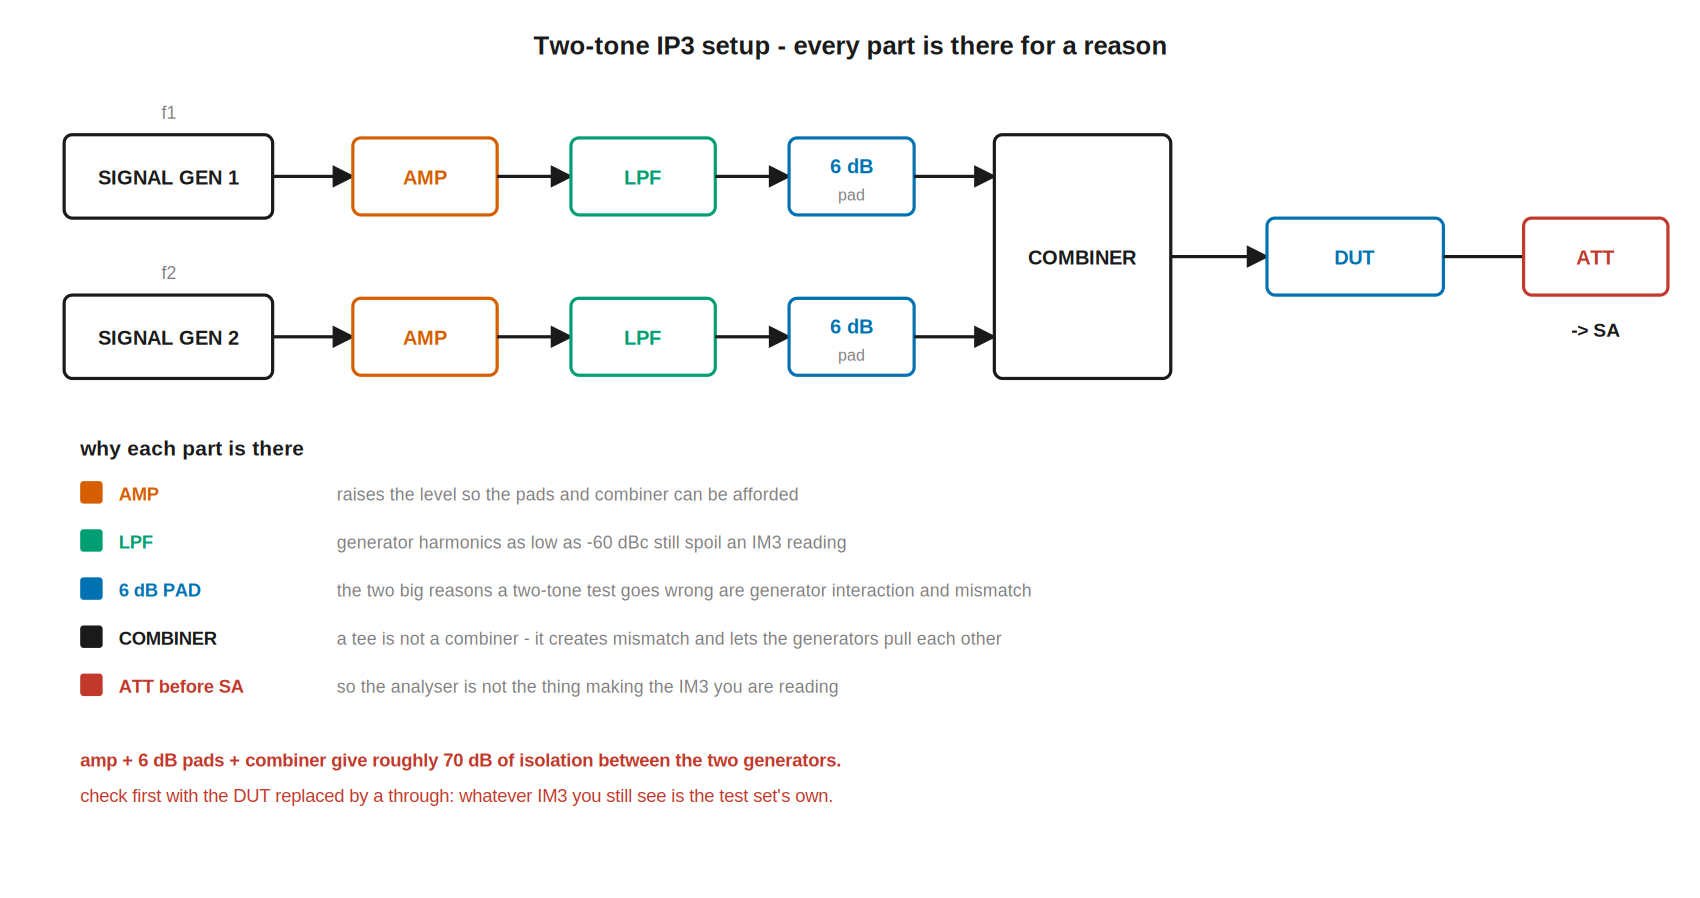 Two-tone IP3 setup - every part is there for a reason
f1
SIGNAL GEN 1
AMP
LPF
6 dB
pad
f2
SIGNAL GEN 2
AMP
LPF
6 dB
pad
COMBINER
DUT
ATT
-> SA
why each part is there
AMP raises the level so the pads and combiner can be afforded
LPF generator harmonics as low as -60 dBc still spoil an IM3 reading
6 dB PAD the two big reasons a two-tone test goes wrong are generator interaction and mismatch
COMBINER a tee is not a combiner - it creates mismatch and lets the generators pull each other
ATT before SA so the analyser is not the thing making the IM3 you are reading
amp + 6 dB pads + combiner give roughly 70 dB of isolation between the two generators.
check first with the DUT replaced by a through: whatever IM3 you still see is the test set's own.